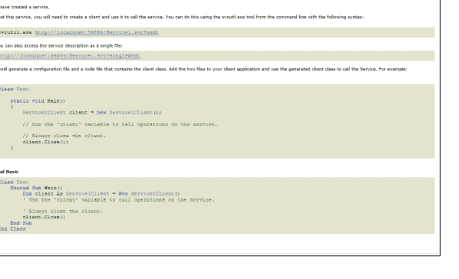 have created a service.
st this service, you will need to create a client and use it to call the service. You can do this using the svcutil.exe tool from the command line with the following syntax:
vcutil.exe http://localhost:56884/Service1.svc?wsdl
u can also access the service description as a single file:
ttp://localhost:56884/Service1.svc?singleWsdl
will generate a configuration file and a code file that contains the client class. Add the two files to your client application and use the generated client class to call the Service. For example:
class Test
static void Main()
{
Service1Client client = new Service1Client();
// Use the 'client' variable to call operations on the service.
// Always close the client.
client.Close();
}
al Basic
Class Test
Shared Sub Main()
Dim client As Service1Client = New Service1Client()
' Use the 'client' variable to call operations on the service.
' Always close the client.
client.Close()
End Sub
End Class